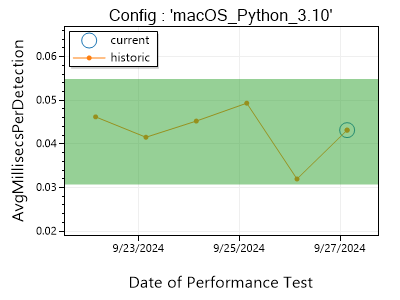 Config : 'macOS_Python_3.10'
current
historic
AvgMillisecsPerDetection
0.06
0.05
0.04
0.03
0.02
9/23/2024
9/25/2024
9/27/2024
Date of Performance Test